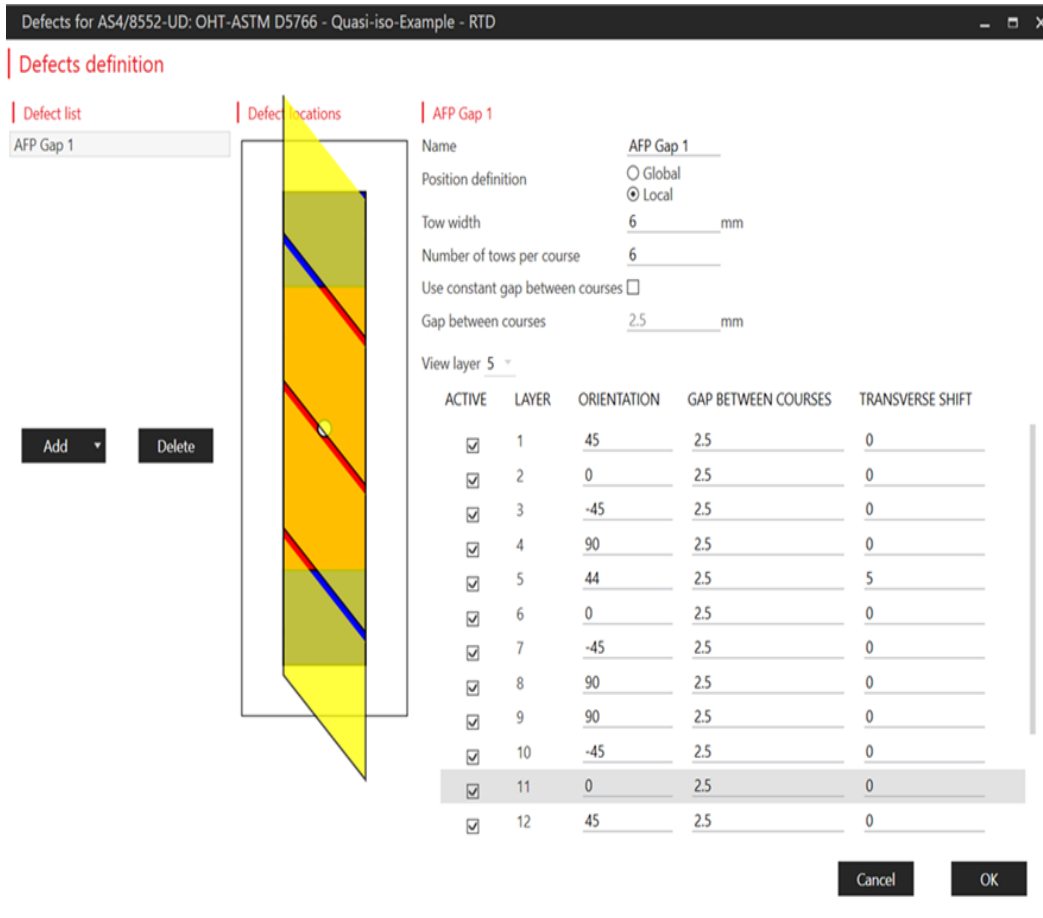 Defects for AS4/8552-UD: OHT-ASTM D5766 - Quasi-iso-Example - RTD
Defects definition
Defect list
AFP Gap 1
Add
Delete
Defect locations
AFP Gap 1
Name AFP Gap 1
Position definition Global
Local
Tow width 6 mm
Number of tows per course 6
Use constant gap between courses
Gap between courses 2.5 mm
View layer 5
ACTIVE LAYER ORIENTATION GAP BETWEEN COURSES TRANSVERSE SHIFT
1 45 2.5 0
2 0 2.5 0
3 -45 2.5 0
4 90 2.5 0
5 44 2.5 5
6 0 2.5 0
7 -45 2.5 0
8 90 2.5 0
9 90 2.5 0
10 -45 2.5 0
11 0 2.5 0
12 45 2.5 0
Cancel OK